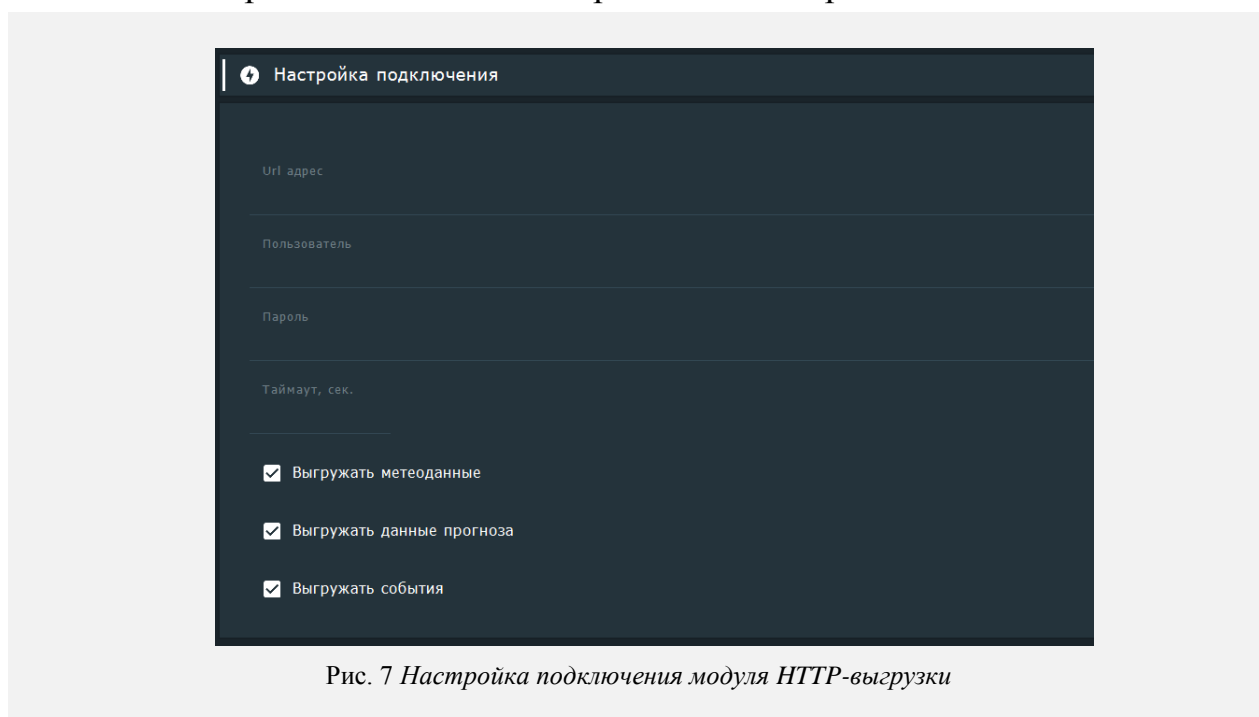 Настройка подключения
Url адрес
Пользователь
Пароль
Таймаут, сек.
Выгружать метеоданные
Выгружать данные прогноза
Выгружать события
Рис. 7 Настройка подключения модуля HTTP-выгрузки